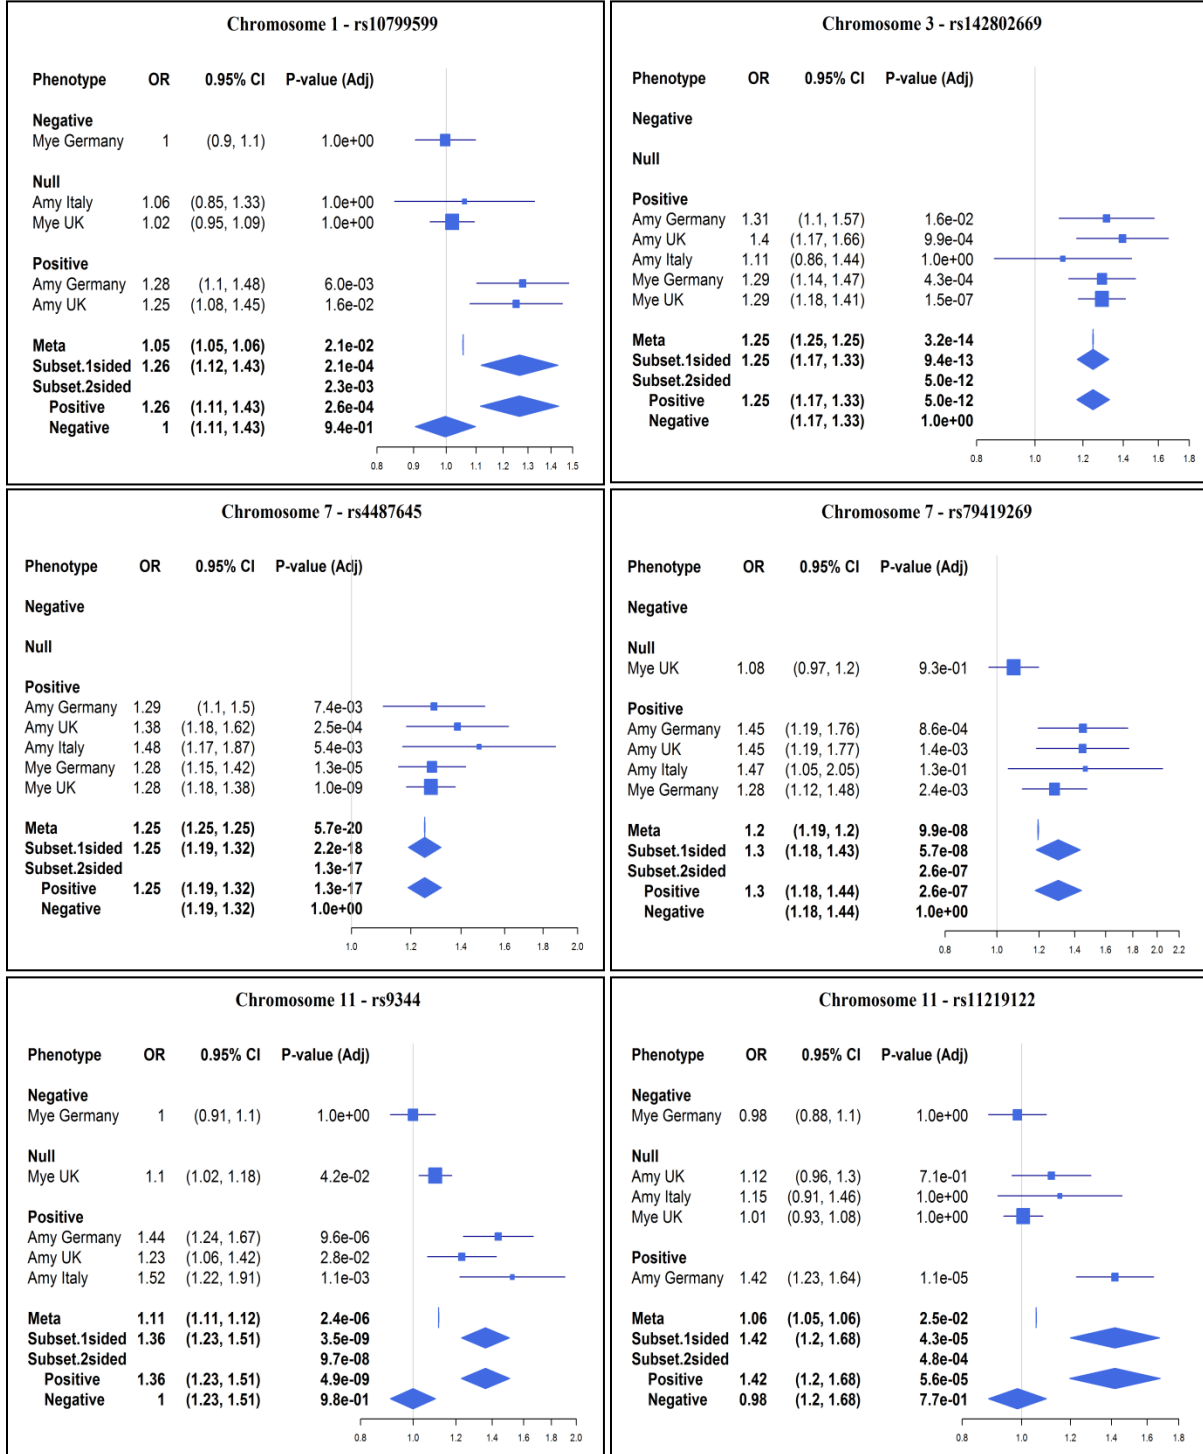 Chromosome 1 - rs10799599
Phenotype OR 0.95% CI P-value (Adj)
Negative
Mye Germany 1 (0.9, 1.1) 1.0e+00
Null
Amy Italy 1.06 (0.85, 1.33) 1.0e+00
Mye UK 1.02 (0.95, 1.09) 1.0e+00
Positive
Amy Germany 1.28 (1.1, 1.48) 6.0e-03
Amy UK 1.25 (1.08, 1.45) 1.6e-02
Meta 1.05 (1.05, 1.06) 2.1e-02
Subset.1sided 1.26 (1.12, 1.43) 2.1e-04
Subset.2sided 2.3e-03
Positive 1.26 (1.11, 1.43) 2.6e-04
Negative 1 (1.11, 1.43) 9.4e-01
0.8 0.9 1.0 1.1 1.2 1.3 1.4 1.5
Chromosome 3 - rs142802669
Phenotype OR 0.95% CI P-value (Adj)
Negative
Null
Positive
Amy Germany 1.31 (1.1, 1.57) 1.6e-02
Amy UK 1.4 (1.17, 1.66) 9.9e-04
Amy Italy 1.11 (0.86, 1.44) 1.0e+00
Mye Germany 1.29 (1.14, 1.47) 4.3e-04
Mye UK 1.29 (1.18, 1.41) 1.5e-07
Meta 1.25 (1.25, 1.25) 3.2e-14
Subset.1sided 1.25 (1.17, 1.33) 9.4e-13
Subset.2sided 5.0e-12
Positive 1.25 (1.17, 1.33) 5.0e-12
Negative (1.17, 1.33) 1.0e+00
0.8 1.0 1.2 1.4 1.6 1.8
Chromosome 7 - rs4487645
Phenotype OR 0.95% CI P-value (Adj)
Negative
Null
Positive
Amy Germany 1.29 (1.1, 1.5) 7.4e-03
Amy UK 1.38 (1.18, 1.62) 2.5e-04
Amy Italy 1.48 (1.17, 1.87) 5.4e-03
Mye Germany 1.28 (1.15, 1.42) 1.3e-05
Mye UK 1.28 (1.18, 1.38) 1.0e-09
Meta 1.25 (1.25, 1.25) 5.7e-20
Subset.1sided 1.25 (1.19, 1.32) 2.2e-18
Subset.2sided 1.3e-17
Positive 1.25 (1.19, 1.32) 1.3e-17
Negative (1.19, 1.32) 1.0e+00
1.0 1.2 1.4 1.6 1.8 2.0
Chromosome 7 - rs79419269
Phenotype OR 0.95% CI P-value (Adj)
Negative
Null
Mye UK 1.08 (0.97, 1.2) 9.3e-01
Positive
Amy Germany 1.45 (1.19, 1.76) 8.6e-04
Amy UK 1.45 (1.19, 1.77) 1.4e-03
Amy Italy 1.47 (1.05, 2.05) 1.3e-01
Mye Germany 1.28 (1.12, 1.48) 2.4e-03
Meta 1.2 (1.19, 1.2) 9.9e-08
Subset.1sided 1.3 (1.18, 1.43) 5.7e-08
Subset.2sided 2.6e-07
Positive 1.3 (1.18, 1.44) 2.6e-07
Negative (1.18, 1.44) 1.0e+00
0.8 1.0 1.2 1.4 1.6 1.8 2.0 2.2
Chromosome 11 - rs9344
Phenotype OR 0.95% CI P-value (Adj)
Negative
Mye Germany 1 (0.91, 1.1) 1.0e+00
Null
Mye UK 1.1 (1.02, 1.18) 4.2e-02
Positive
Amy Germany 1.44 (1.24, 1.67) 9.6e-06
Amy UK 1.23 (1.06, 1.42) 2.8e-02
Amy Italy 1.52 (1.22, 1.91) 1.1e-03
Meta 1.11 (1.11, 1.12) 2.4e-06
Subset.1sided 1.36 (1.23, 1.51) 3.5e-09
Subset.2sided 9.7e-08
Positive 1.36 (1.23, 1.51) 4.9e-09
Negative 1 (1.23, 1.51) 9.8e-01
0.8 1.0 1.2 1.4 1.6 1.8 2.0
Chromosome 11 - rs11219122
Phenotype OR 0.95% CI P-value (Adj)
Negative
Mye Germany 0.98 (0.88, 1.1) 1.0e+00
Null
Amy UK 1.12 (0.96, 1.3) 7.1e-01
Amy Italy 1.15 (0.91, 1.46) 1.0e+00
Mye UK 1.01 (0.93, 1.08) 1.0e+00
Positive
Amy Germany 1.42 (1.23, 1.64) 1.1e-05
Meta 1.06 (1.05, 1.06) 2.5e-02
Subset.1sided 1.42 (1.2, 1.68) 4.3e-05
Subset.2sided 4.8e-04
Positive 1.42 (1.2, 1.68) 5.6e-05
Negative 0.98 (1.2, 1.68) 7.7e-01
0.8 1.0 1.2 1.4 1.6 1.8